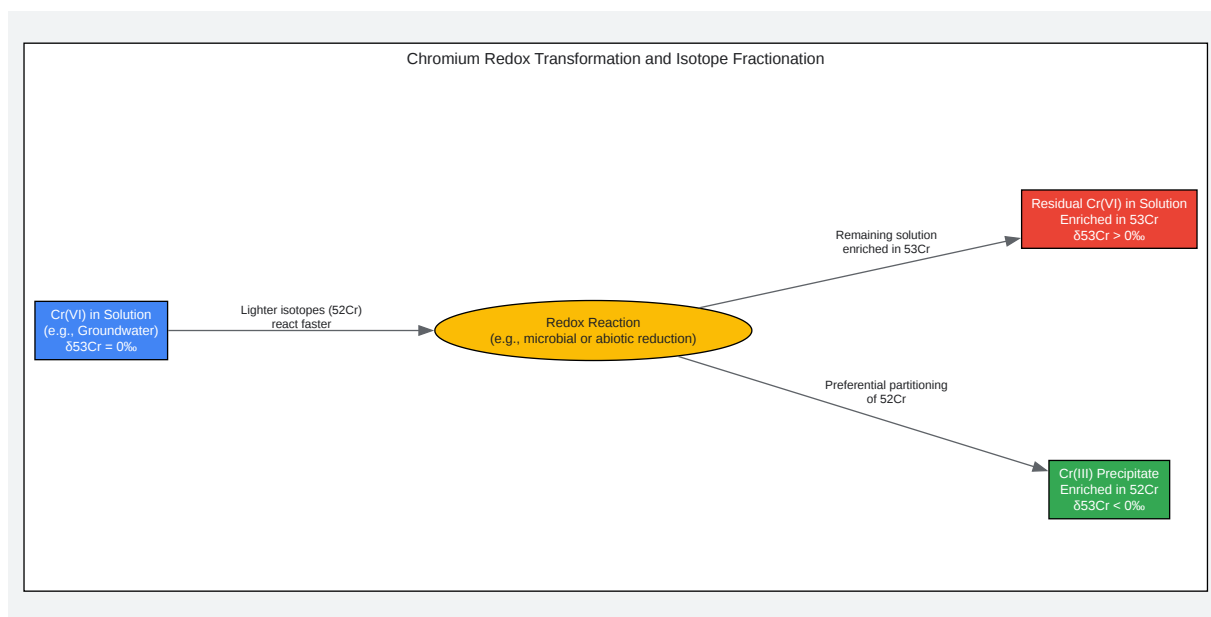 Chromium Redox Transformation and Isotope Fractionation
Cr(VI) in Solution
(e.g., Groundwater)
δ53Cr = 0‰
Lighter isotopes (52Cr)
react faster
Redox Reaction
(e.g., microbial or abiotic reduction)
Remaining solution
enriched in 53Cr
Residual Cr(VI) in Solution
Enriched in 53Cr
δ53Cr > 0‰
Preferential partitioning
of 52Cr
Cr(III) Precipitate
Enriched in 52Cr
δ53Cr < 0‰